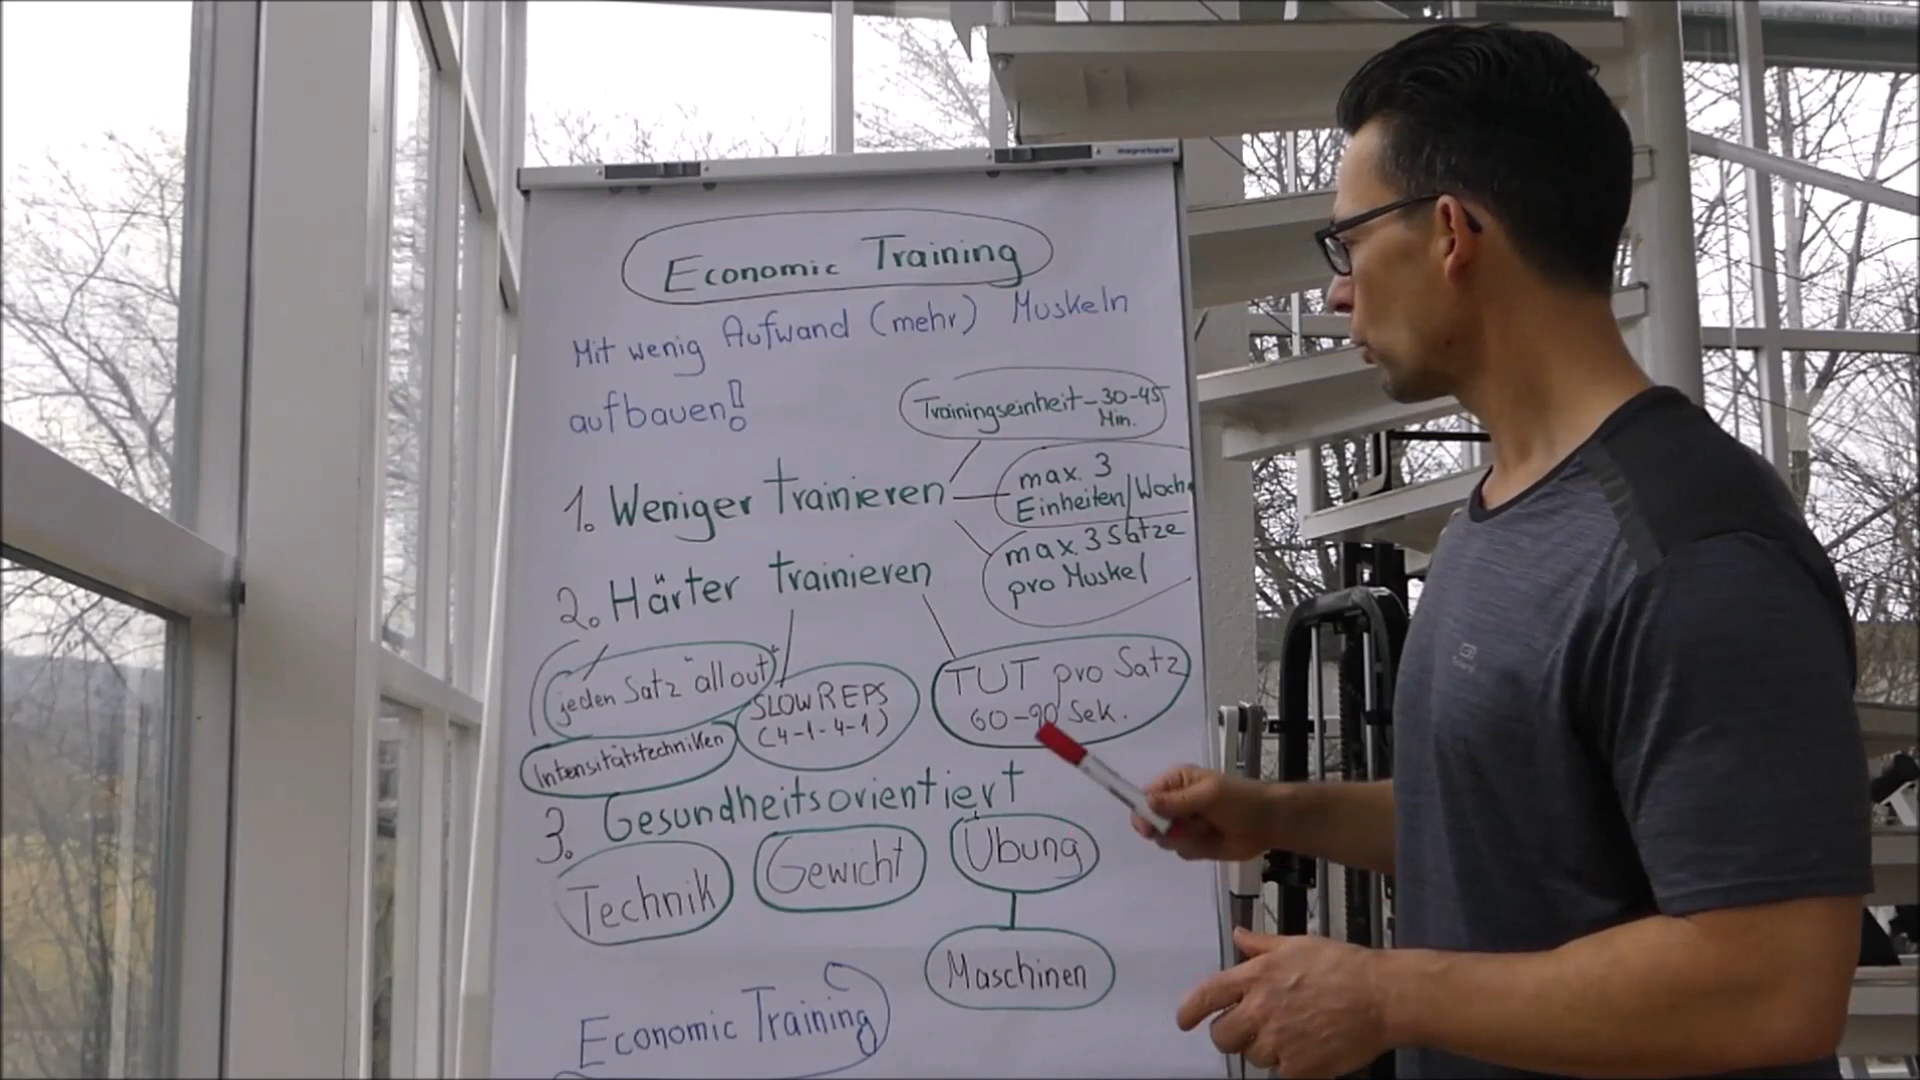 magnetoplan
Economic Training
Mit wenig Aufwand (mehr) Muskeln
aufbauen!
Trainingseinheit – 30-45
Min.
1. Weniger trainieren
max. 3
Einheiten/Woche
max. 3 Sätze
pro Muskel
2. Härter trainieren
jeden Satz "all out"
SLOW REPS
(4-1-4-1)
TUT pro Satz
60-90 Sek.
Intensitätstechniken
3. Gesundheitsorientiert
Technik
Gewicht
Übung
Maschinen
Economic Training